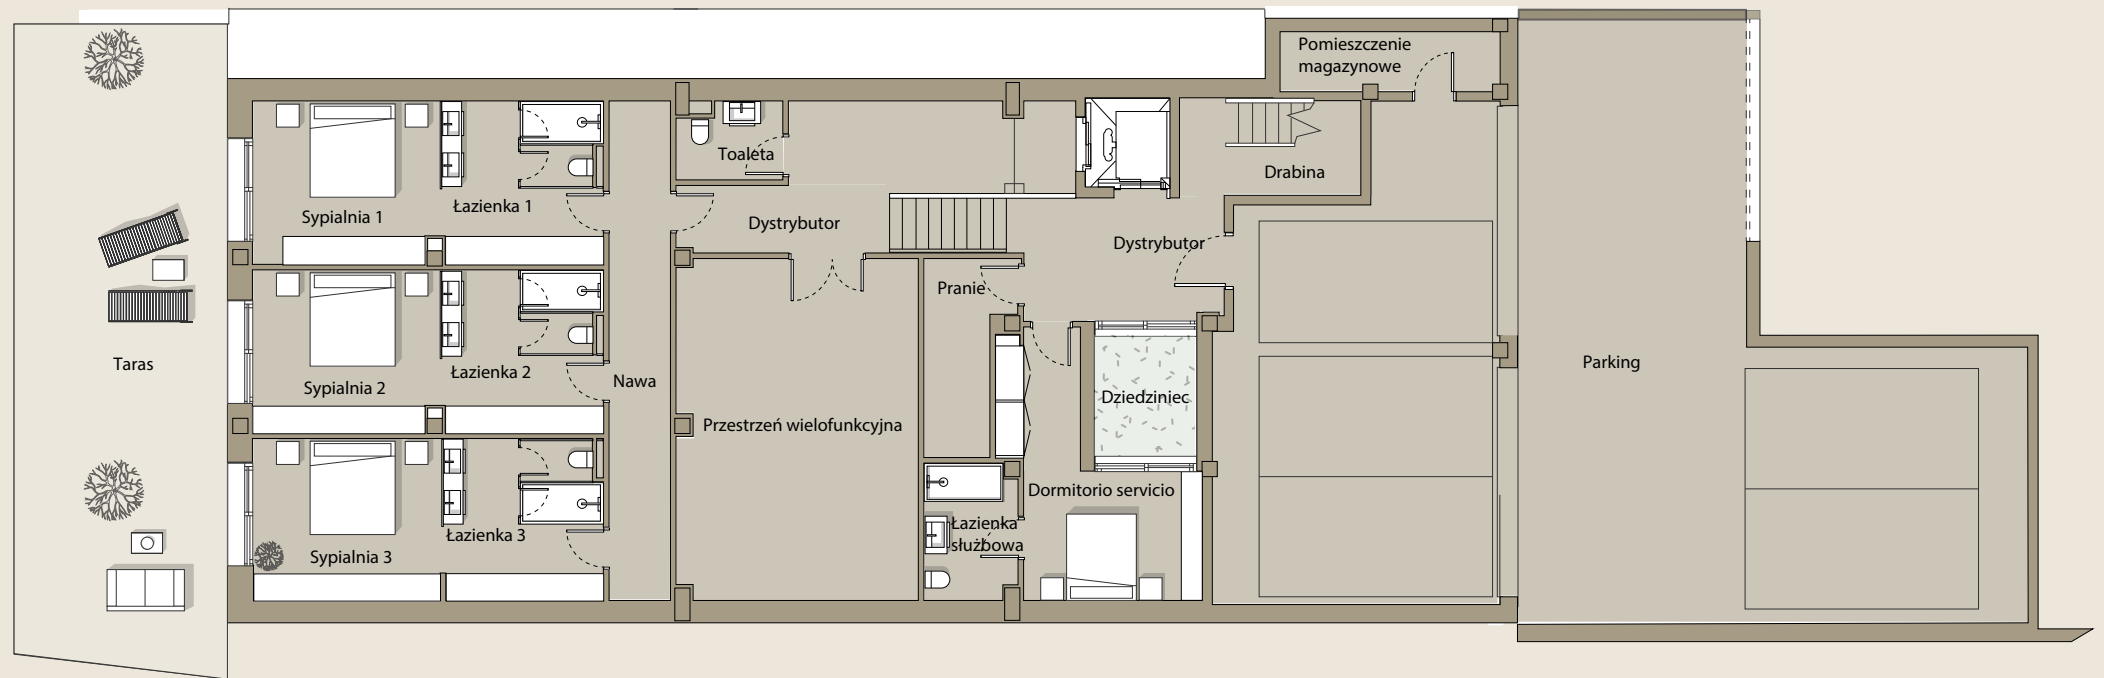 Pomieszczenie
magazynowe
Toaleta
Drabina
Łazienka 1
Sypialnia 1
Dystrybutor
Dystrybutor
Pranie
Taras
Łazienka 2
Sypialnia 2
Nawa
Parking
Dziedziniec
Przestrzeń wielofunkcyjna
Dormitorio servicio
Łazienka
służbowa
Łazienka 3
Sypialnia 3